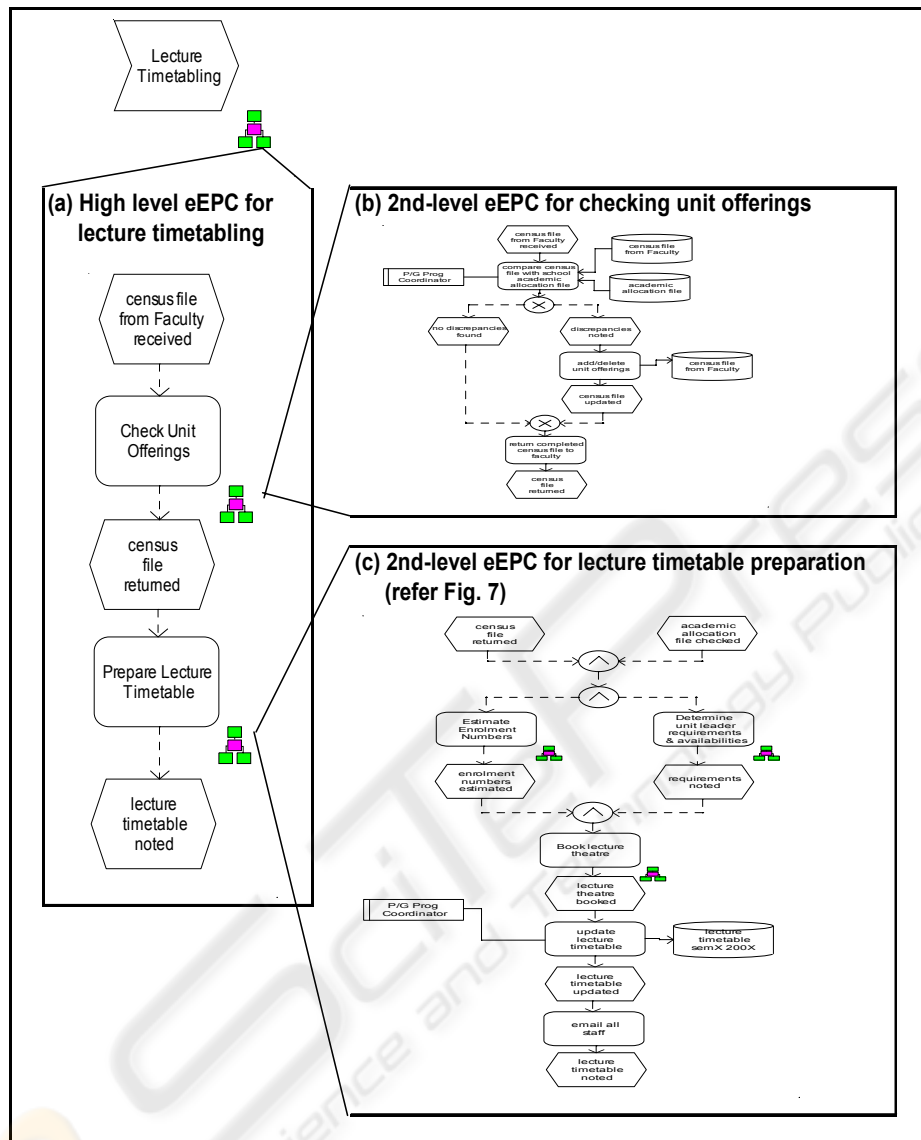 Lecture
Timetabling
(a) High level eEPC for
lecture timetabling
census file
from Faculty
received
Check Unit
Offerings
census
file
returned
Prepare Lecture
Timetable
lecture
timetable
noted
(b) 2nd-level eEPC for checking unit offerings
census file
from Faculty
received
census file
from Faculty
P/G Prog
Coordinator
compare census
file with school
academic
allocation file
academic
allocation file
no discrepancies
found
discrepancies
noted
add/delete
unit offerings
census file
from Faculty
census file
updated
return completed
census file to
faculty
census
file
returned
(c) 2nd-level eEPC for lecture timetable preparation
(refer Fig. 7)
census
file
returned
academic
allocation
file checked
Estimate
Enrolment
Numbers
Determine
unit leader
requirements
& availabilities
enrolment
numbers
estimated
requirements
noted
Book lecture
theatre
lecture
theatre
booked
P/G Prog
Coordinator
update
lecture
timetable
lecture
timetable
semX 200X
lecture
timetable
updated
email all
staff
lecture
timetable
noted
SciTePress
Science and Technology Public